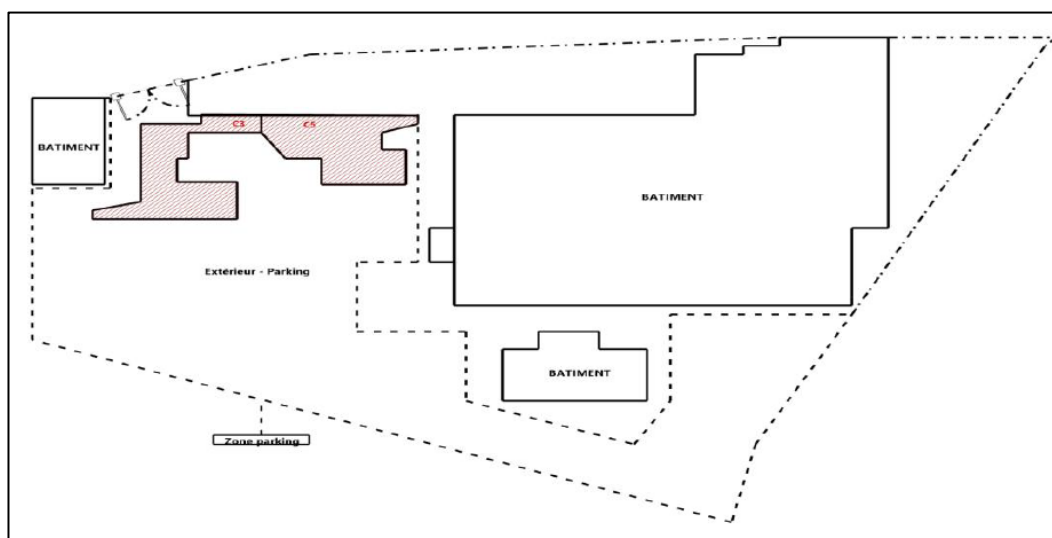 C3
C5
BATIMENT
BATIMENT
Extérieur - Parking
BATIMENT
Zone parking